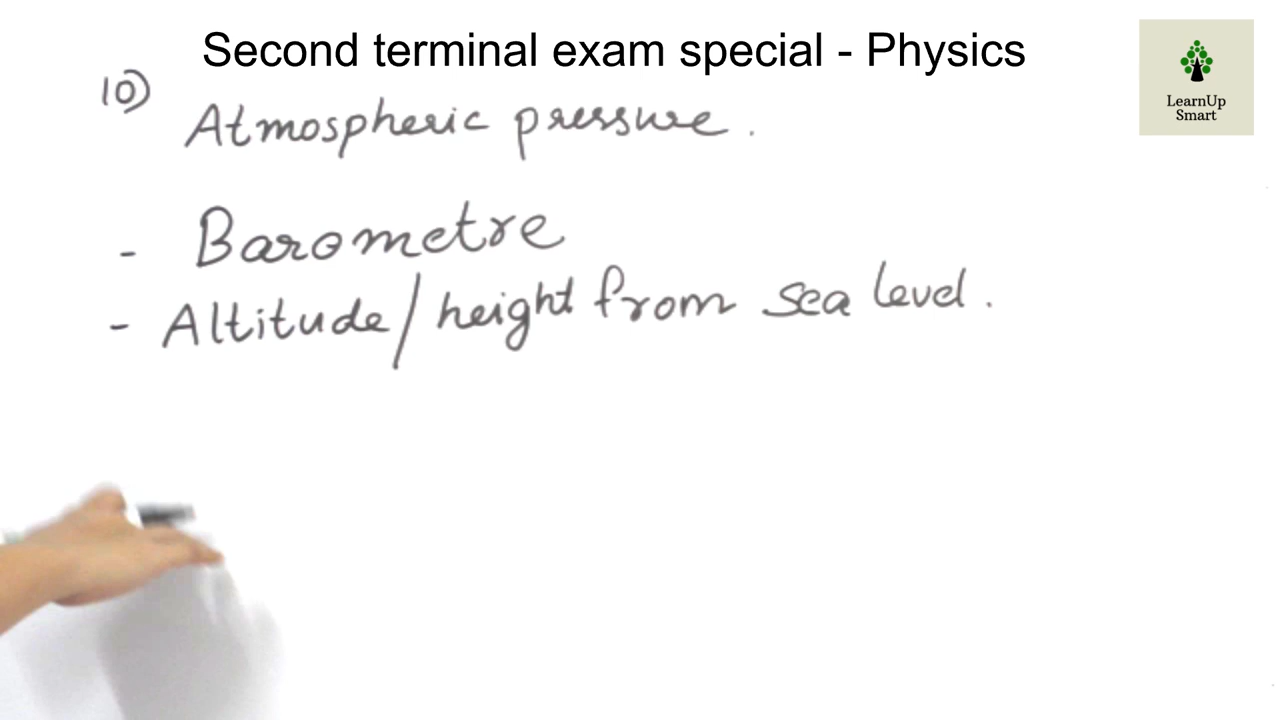 Second terminal exam special - Physics
LearnUp
Smart
10)
Atmospheric pressure.
- Barometre
- Altitude/height from sea level.